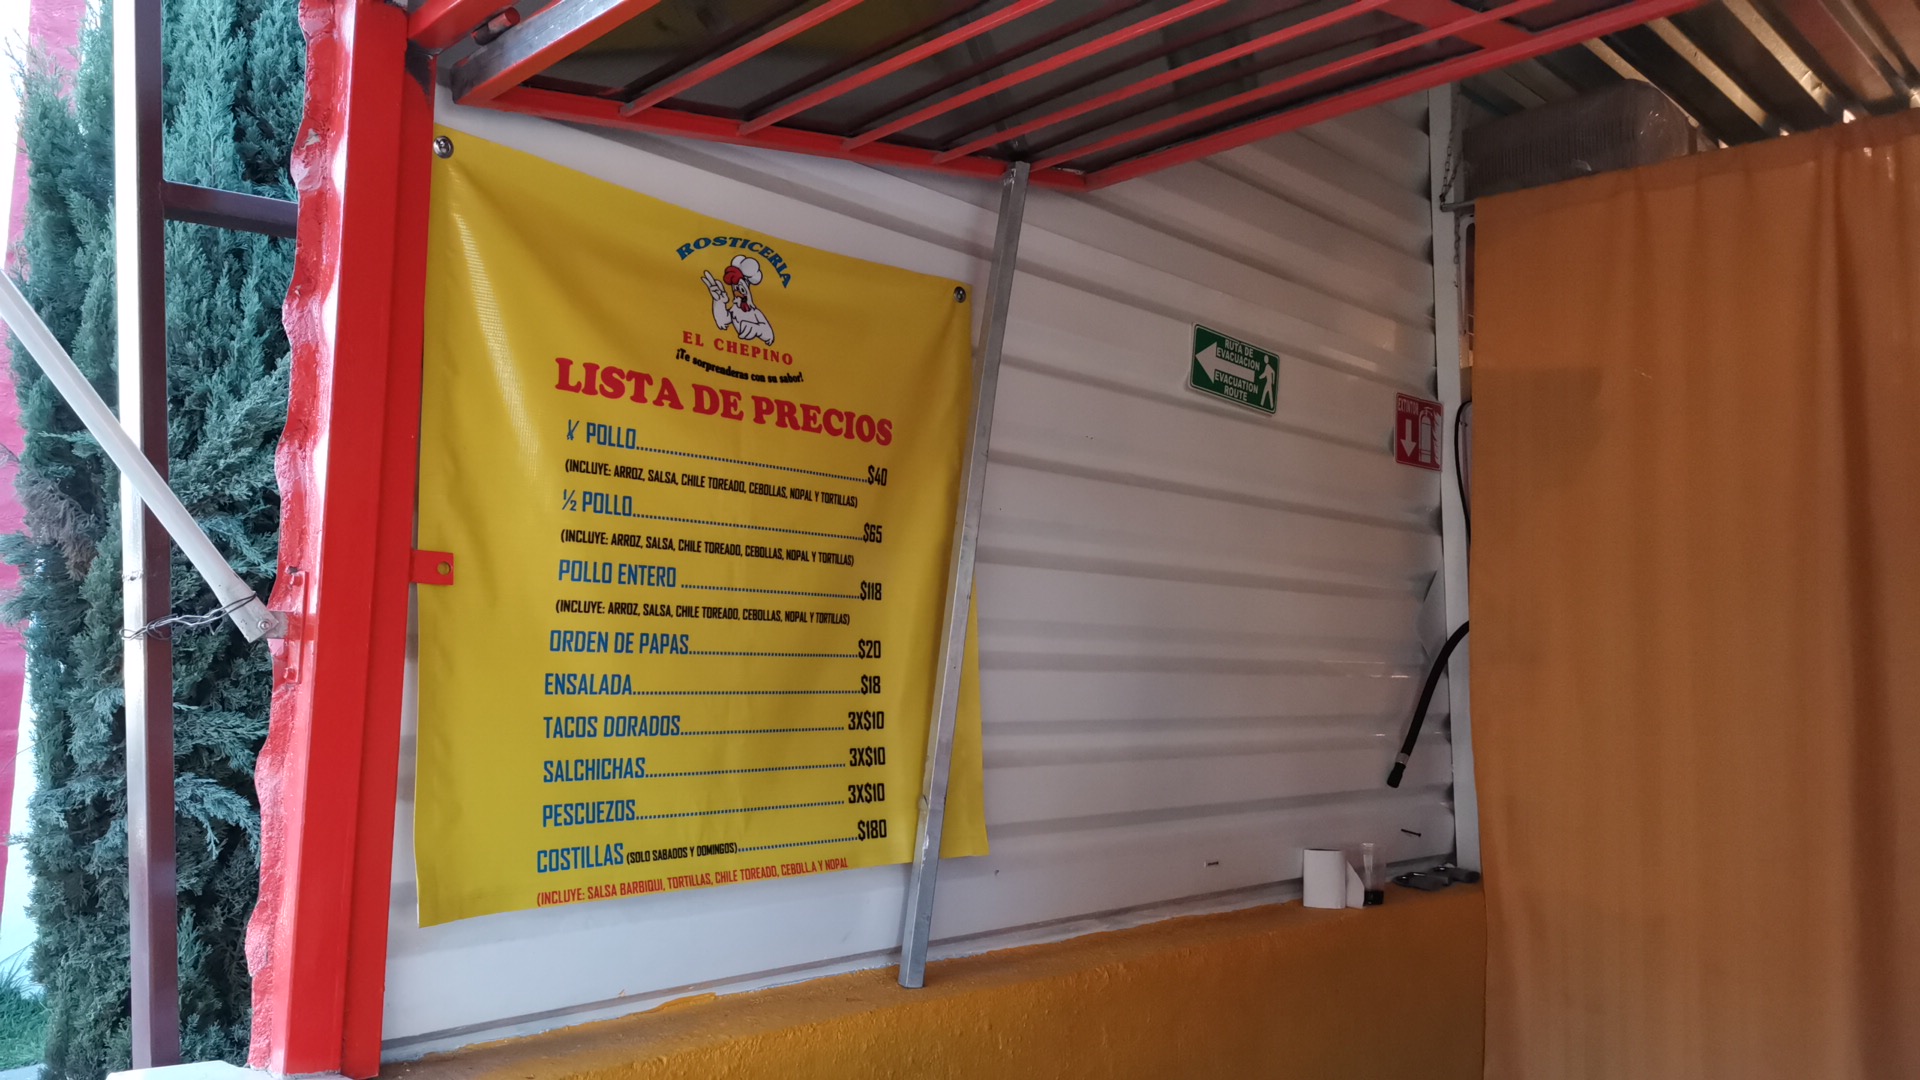 ROSTICERIA
EL CHEPINO
¡Te sorprenderas con su sabor!
LISTA DE PRECIOS
¼ POLLO..............................$40
(INCLUYE: ARROZ, SALSA, CHILE TOREADO, CEBOLLAS, NOPAL Y TORTILLAS)
½ POLLO..............................$65
(INCLUYE: ARROZ, SALSA, CHILE TOREADO, CEBOLLAS, NOPAL Y TORTILLAS)
POLLO ENTERO ..............................$118
(INCLUYE: ARROZ, SALSA, CHILE TOREADO, CEBOLLAS, NOPAL Y TORTILLAS)
ORDEN DE PAPAS..............................$20
ENSALADA..............................$18
TACOS DORADOS.............................. 3X$10
SALCHICHAS.............................. 3X$10
PESCUEZOS.............................. 3X$10
COSTILLAS (SOLO SABADOS Y DOMINGOS)..............................$180
(INCLUYE: SALSA BARBIQUI, TORTILLAS, CHILE TOREADO, CEBOLLA Y NOPAL
RUTA DE
EVACUACION
EVACUATION
ROUTE
EXTINTOR